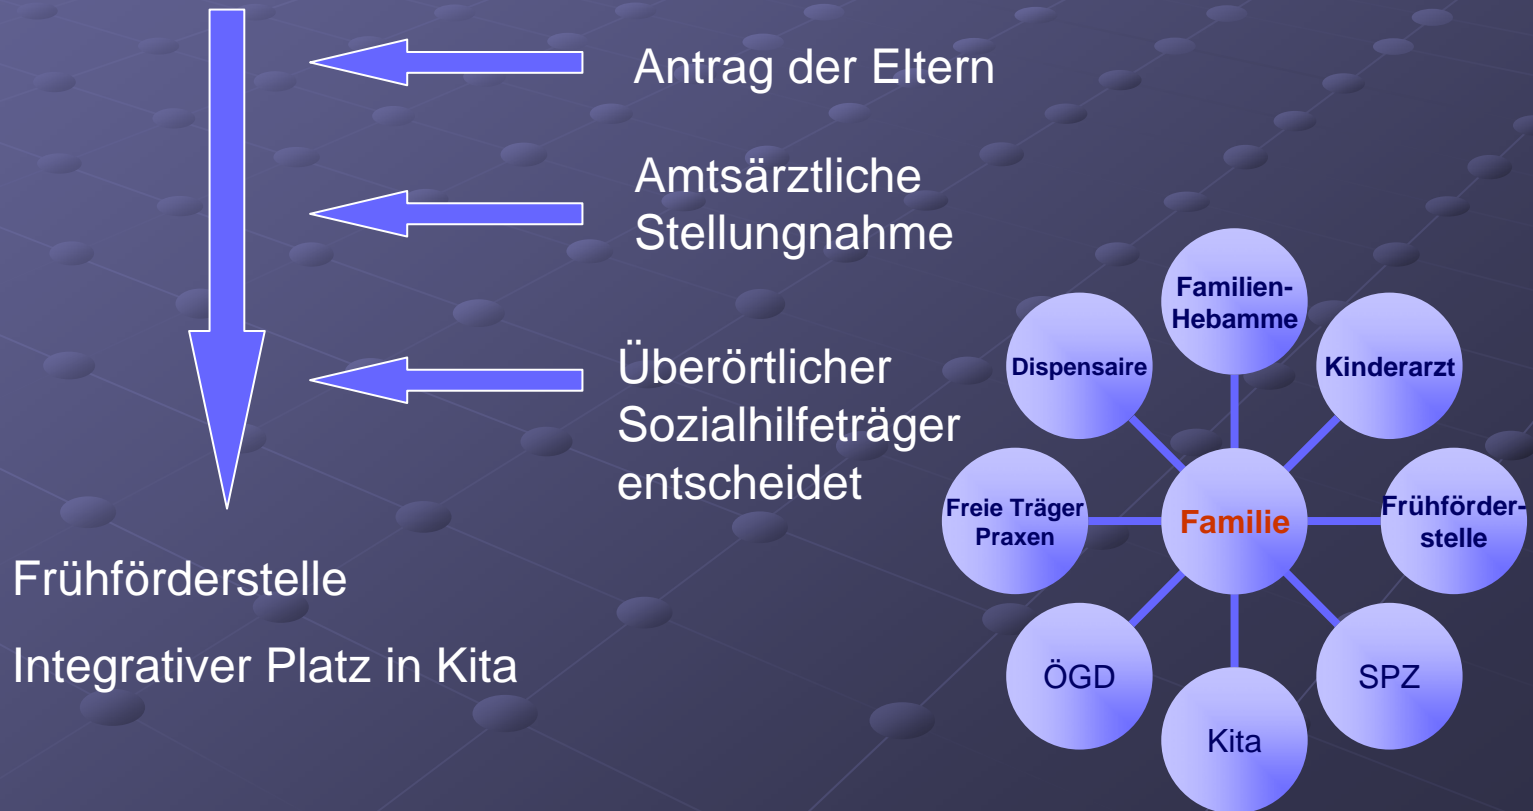 Antrag der Eltern
Amtsärztliche
Stellungnahme
Überörtlicher
Sozialhilfeträger
entscheidet
Frühförderstelle
Integrativer Platz in Kita
Familien-
Hebamme
Dispensaire
Kinderarzt
Freie Träger
Praxen
Familie
Frühförder-
stelle
ÖGD
SPZ
Kita